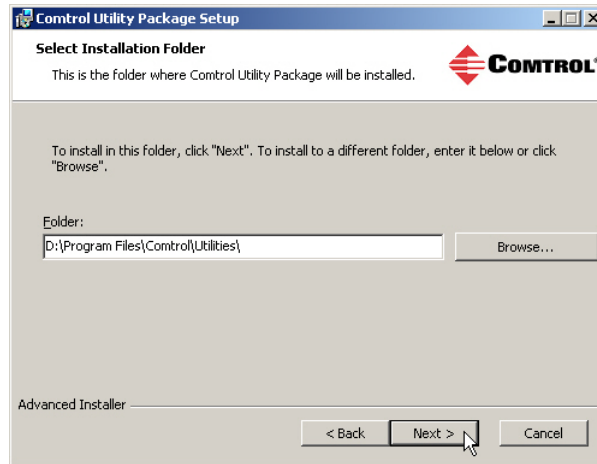 Comtrol Utility Package Setup
Select Installation Folder
This is the folder where Comtrol Utility Package will be installed.
COMTROL
To install in this folder, click "Next". To install to a different folder, enter it below or click
"Browse".
Folder:
D:\Program Files\Comtrol\Utilities\
Browse...
Advanced Installer
< Back
Next >
Cancel